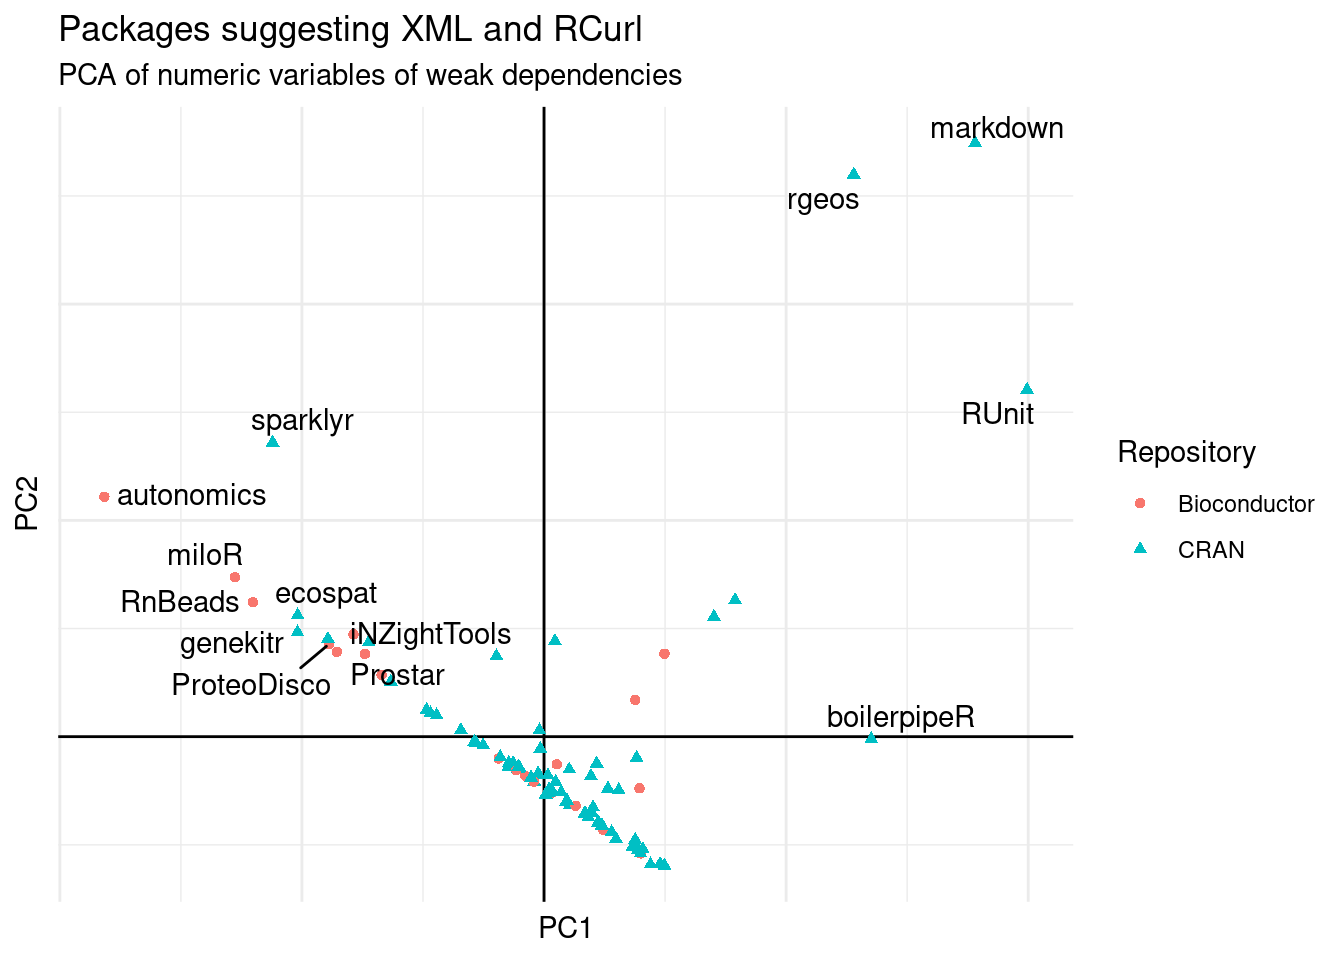 Packages suggesting XML and RCurl
PCA of numeric variables of weak dependencies
markdown
rgeos
RUnit
sparklyr
autonomics
miloR
RnBeads
ecospat
genekitr
iNZightTools
ProteoDisco
Prostar
boilerpipeR
PC2
PC1
Repository
Bioconductor
CRAN